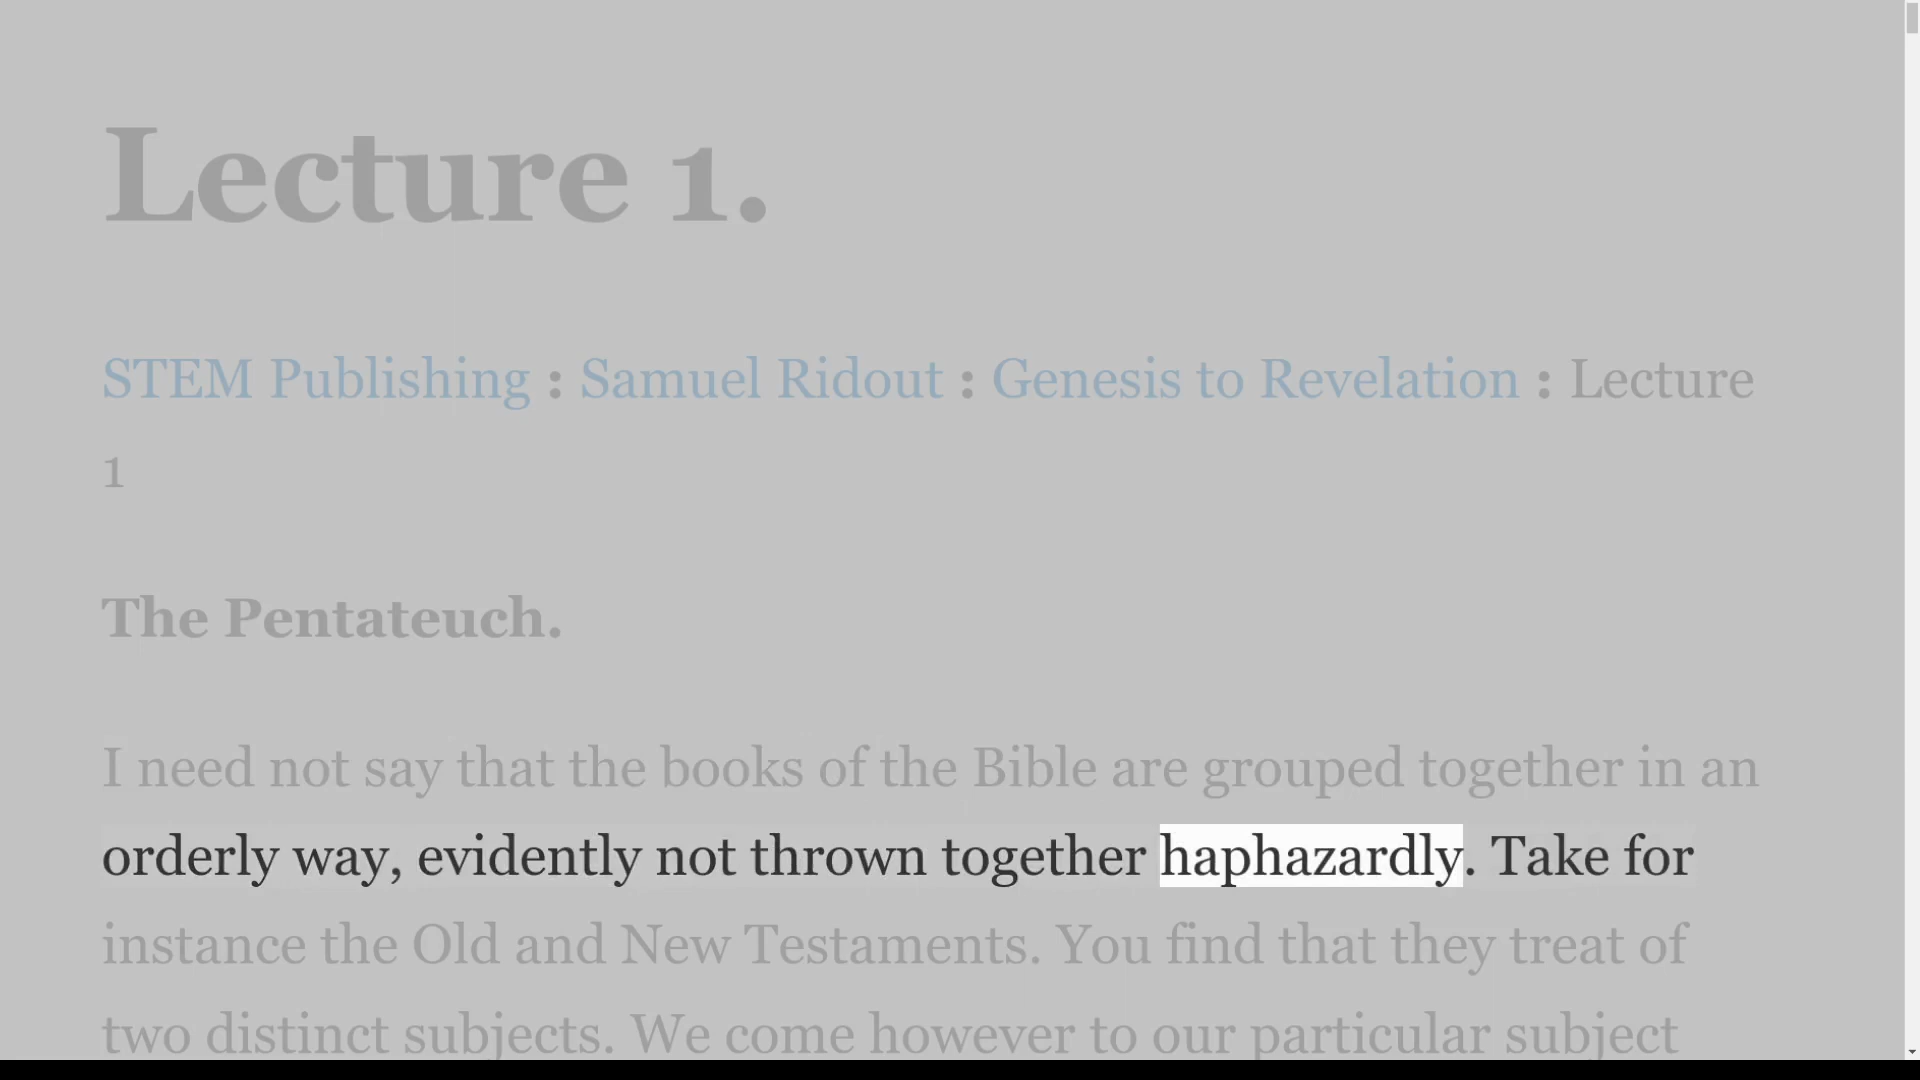 Lecture 1.
STEM Publishing : Samuel Ridout : Genesis to Revelation : Lecture
1
The Pentateuch.
I need not say that the books of the Bible are grouped together in an
orderly way, evidently not thrown together haphazardly. Take for
instance the Old and New Testaments. You find that they treat of
two distinct subjects. We come however to our particular subject